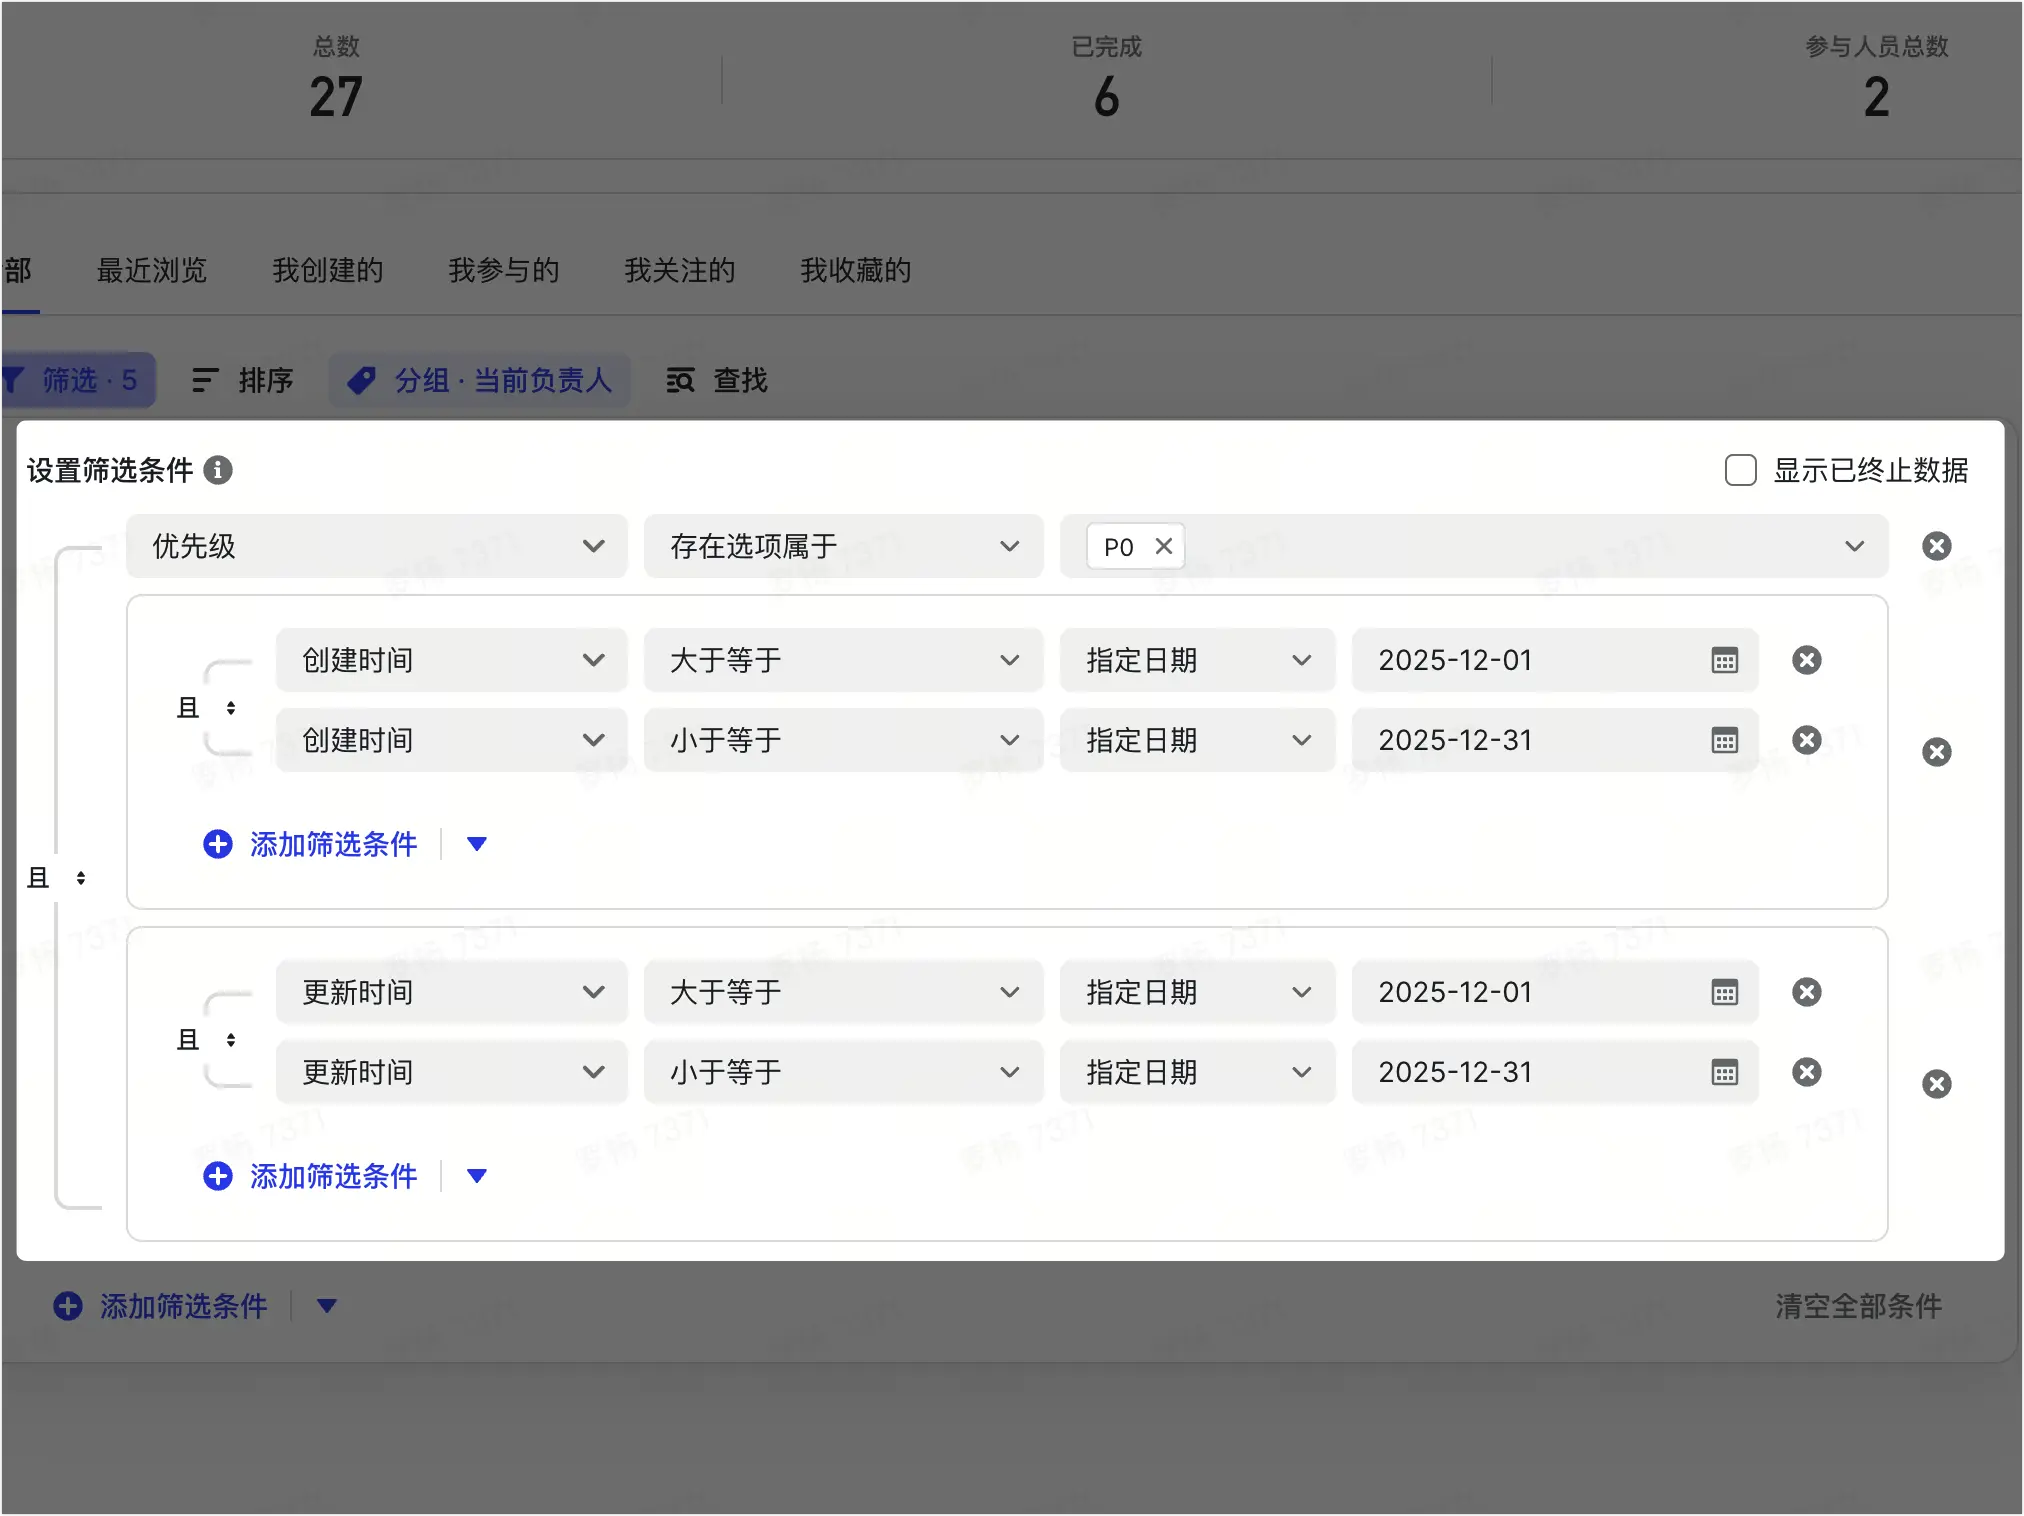 总数 已完成 参与人员总数
27 6 2
部 最近浏览 我创建的 我参与的 我关注的 我收藏的
筛选 · 5 排序 分组 · 当前负责人 查找
设置筛选条件 显示已终止数据
优先级 存在选项属于 P0
创建时间 大于等于 指定日期 2025-12-01
且
创建时间 小于等于 指定日期 2025-12-31
添加筛选条件
且
更新时间 大于等于 指定日期 2025-12-01
且
更新时间 小于等于 指定日期 2025-12-31
添加筛选条件
添加筛选条件 清空全部条件